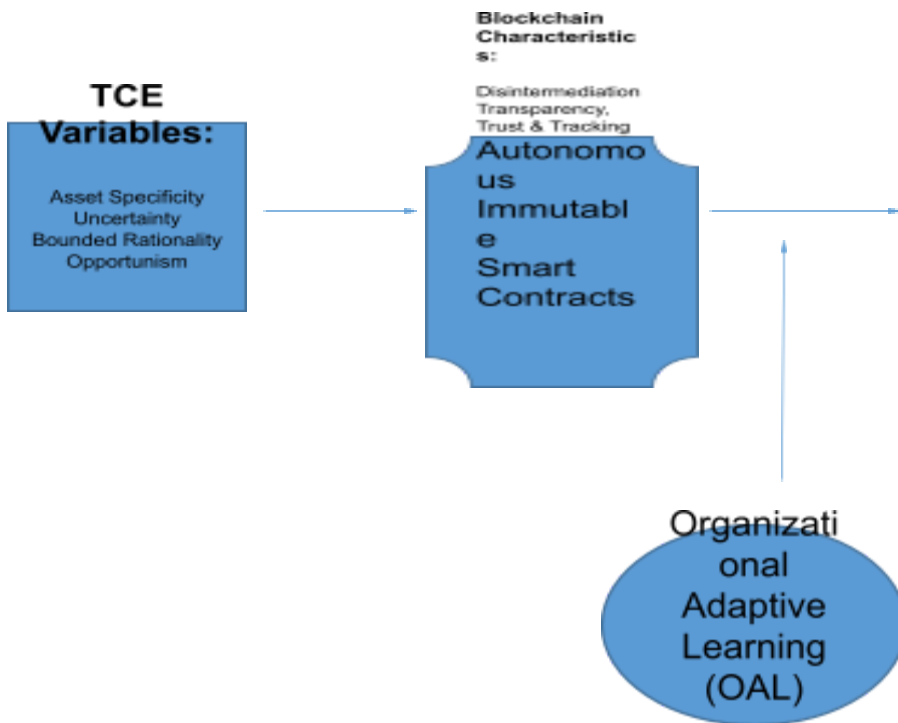 TCE
Variables:
Asset Specificity
Uncertainty
Bounded Rationality
Opportunism
Blockchain
Characteristic
s:
Disintermediation
Transparency,
Trust & Tracking
Autonomo
us
Immutabl
e
Smart
Contracts
Organizati
onal
Adaptive
Learning
(OAL)